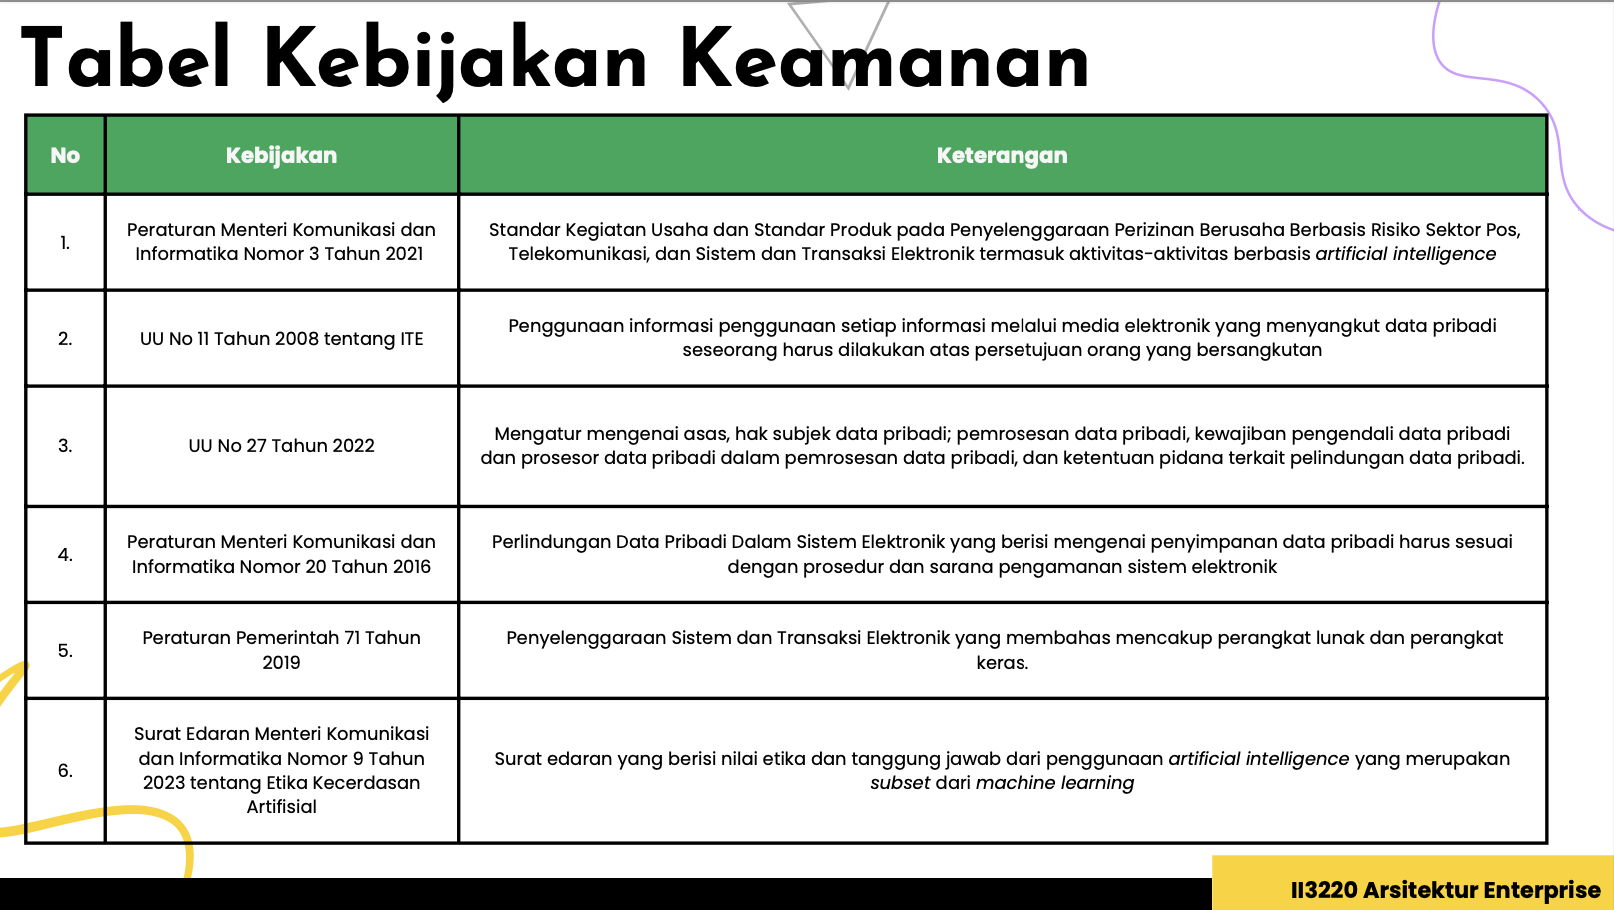 Tabel Kebijakan Keamanan
No
Kebijakan
Keterangan
1.
Peraturan Menteri Komunikasi dan
Informatika Nomor 3 Tahun 2021
Standar Kegiatan Usaha dan Standar Produk pada Penyelenggaraan Perizinan Berusaha Berbasis Risiko Sektor Pos,
Telekomunikasi, dan Sistem dan Transaksi Elektronik termasuk aktivitas-aktivitas berbasis artificial intelligence
2.
UU No 11 Tahun 2008 tentang ITE
Penggunaan informasi penggunaan setiap informasi melalui media elektronik yang menyangkut data pribadi
seseorang harus dilakukan atas persetujuan orang yang bersangkutan
3.
UU No 27 Tahun 2022
Mengatur mengenai asas, hak subjek data pribadi; pemrosesan data pribadi, kewajiban pengendali data pribadi
dan prosesor data pribadi dalam pemrosesan data pribadi, dan ketentuan pidana terkait pelindungan data pribadi.
4.
Peraturan Menteri Komunikasi dan
Informatika Nomor 20 Tahun 2016
Perlindungan Data Pribadi Dalam Sistem Elektronik yang berisi mengenai penyimpanan data pribadi harus sesuai
dengan prosedur dan sarana pengamanan sistem elektronik
5.
Peraturan Pemerintah 71 Tahun
2019
Penyelenggaraan Sistem dan Transaksi Elektronik yang membahas mencakup perangkat lunak dan perangkat
keras.
6.
Surat Edaran Menteri Komunikasi
dan Informatika Nomor 9 Tahun
2023 tentang Etika Kecerdasan
Artifisial
Surat edaran yang berisi nilai etika dan tanggung jawab dari penggunaan artificial intelligence yang merupakan
subset dari machine learning
II3220 Arsitektur Enterprise